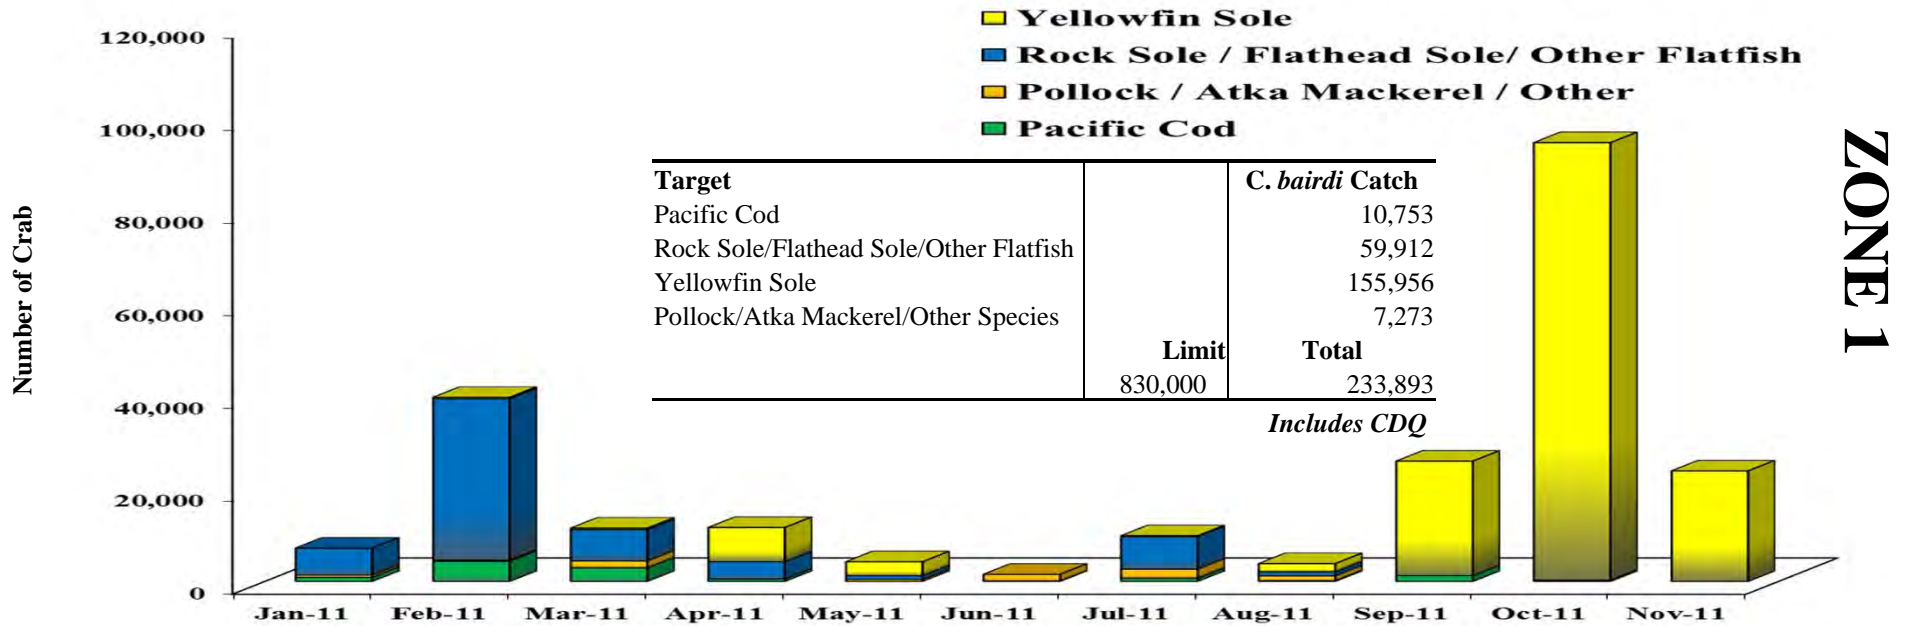 Yellowfin Sole
Rock Sole / Flathead Sole/ Other Flatfish
Pollock / Atka Mackerel / Other
Pacific Cod
ZONE 1
Number of Crab
120,000
100,000
80,000
60,000
40,000
20,000
0
Target C. bairdi Catch
Pacific Cod 10,753
Rock Sole/Flathead Sole/Other Flatfish 59,912
Yellowfin Sole 155,956
Pollock/Atka Mackerel/Other Species 7,273
Limit Total
830,000 233,893
Includes CDQ
Jan-11 Feb-11 Mar-11 Apr-11 May-11 Jun-11 Jul-11 Aug-11 Sep-11 Oct-11 Nov-11